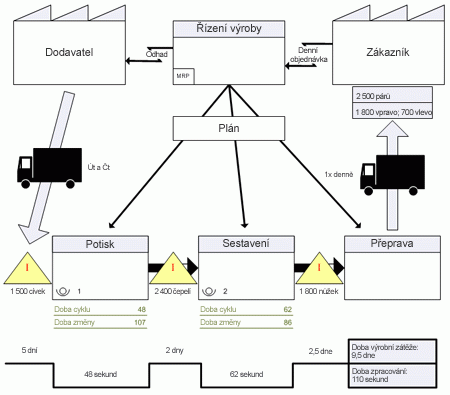 Dodavatel
Řízení výroby
Zákazník
Odhad
Denní
objednávka
MRP
2 500 párů
1 800 vpravo; 700 vlevo
Plán
Út a Čt
1x denně
Potisk
Sestavení
Přeprava
1 500 cívek
1
2 400 čepelí
2
1 800 nůžek
Doba cyklu 48
Doba změny 107
Doba cyklu 62
Doba změny 86
5 dní
48 sekund
2 dny
62 sekund
2,5 dne
Doba výrobní zátěže:
9,5 dne
Doba zpracování:
110 sekund